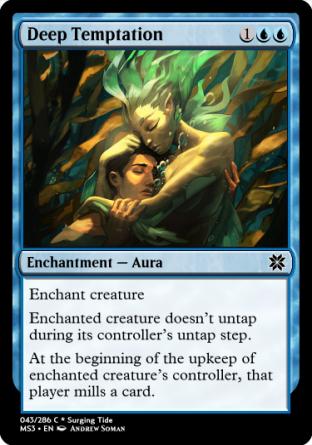 Deep Temptation 1
Enchantment — Aura
Enchant creature
Enchanted creature doesn't untap
during its controller's untap step.
At the beginning of the upkeep of
enchanted creature's controller, that
player mills a card.
043/286 C * Surging Tide
MS3 • EN Andrew Soman